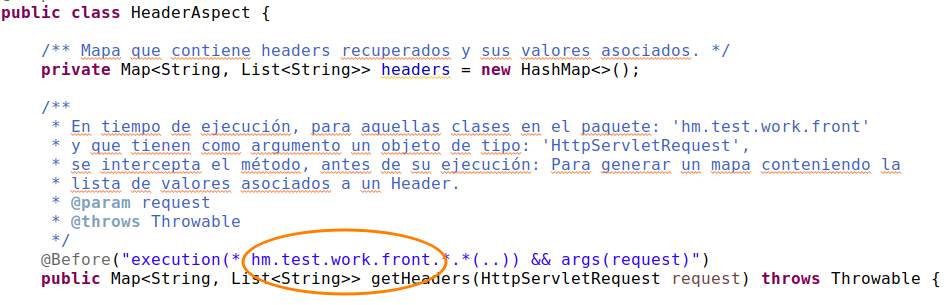 public class HeaderAspect {
/** Mapa que contiene headers recuperados y sus valores asociados. */
private Map<String, List<String>> headers = new HashMap<>();
/**
* En tiempo de ejecución, para aquellas clases en el paquete: 'hm.test.work.front'
* y que tienen como argumento un objeto de tipo: 'HttpServletRequest',
* se intercepta el método, antes de su ejecución: Para generar un mapa conteniendo la
* lista de valores asociados a un Header.
* @param request
* @throws Throwable
*/
@Before("execution(* hm.test.work.front.*.*(..)) && args(request)")
public Map<String, List<String>> getHeaders(HttpServletRequest request) throws Throwable {